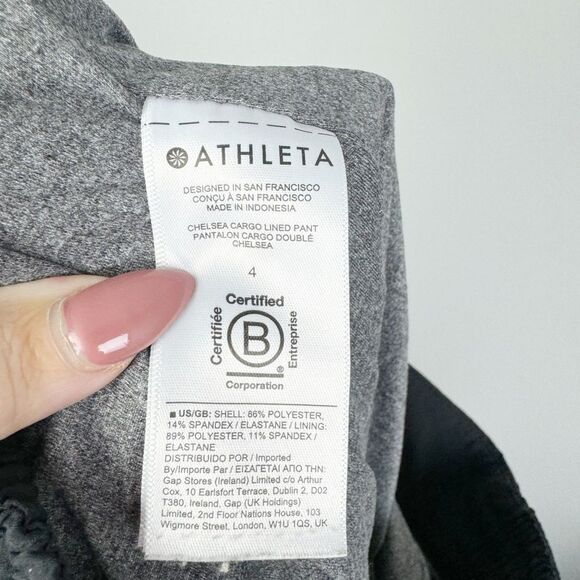 ATHLETA
DESIGNED IN SAN FRANCISCO
CONÇU À SAN FRANCISCO
MADE IN INDONESIA
CHELSEA CARGO LINED PANT
PANTALON CARGO DOUBLÉ
CHELSEA
4
Certified
Certifiée
B
®
Entreprise
Corporation
■ US/GB: SHELL: 86% POLYESTER,
14% SPANDEX / ELASTANE / LINING:
89% POLYESTER, 11% SPANDEX /
ELASTANE
DISTRIBUIDO POR / Imported
By/Importe Par / ΕΙΣΑΓΕΤΑΙ ΑΠΟ ΤΗΝ:
Gap Stores (Ireland) Limited c/o Arthur
Cox, 10 Earlsfort Terrace, Dublin 2, D02
T380, Ireland, Gap (UK Holdings)
Limited, 2nd Floor Nations House, 103
Wigmore Street, London, W1U 1QS, UK